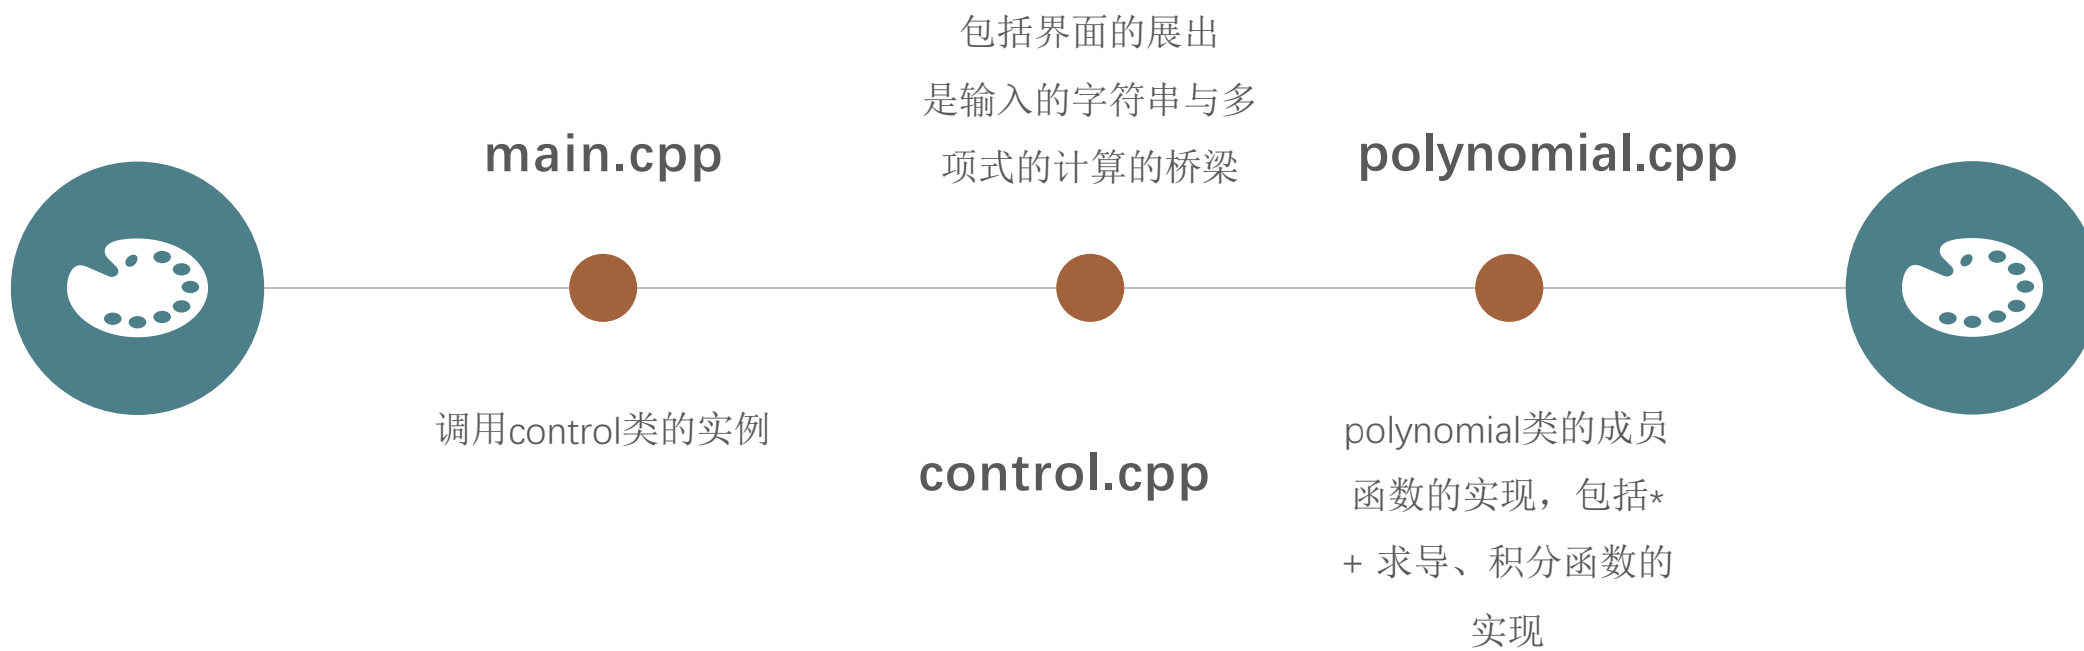 main.cpp
调用control类的实例
包括界面的展出
是输入的字符串与多
项式的计算的桥梁
control.cpp
polynomial.cpp
polynomial类的成员
函数的实现，包括*
+ 求导、积分函数的
实现